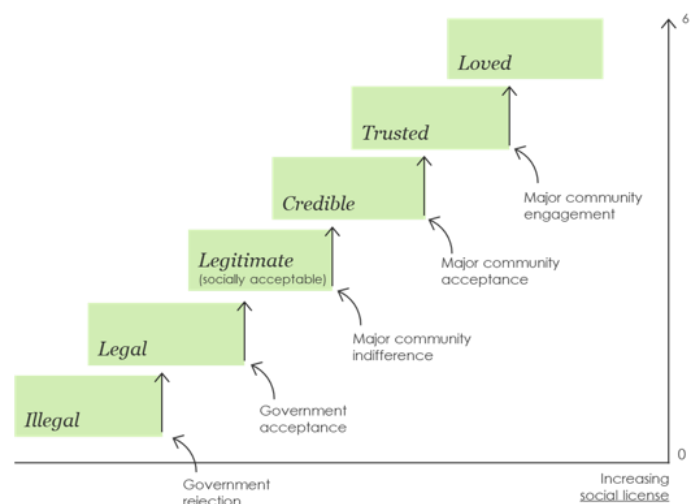 6
Loved
Trusted
Major community
engagement
Credible
Major community
acceptance
Legitimate
(socially acceptable)
Major community
indifference
Legal
Government
acceptance
Illegal
Government
rejection
0
Increasing
social license